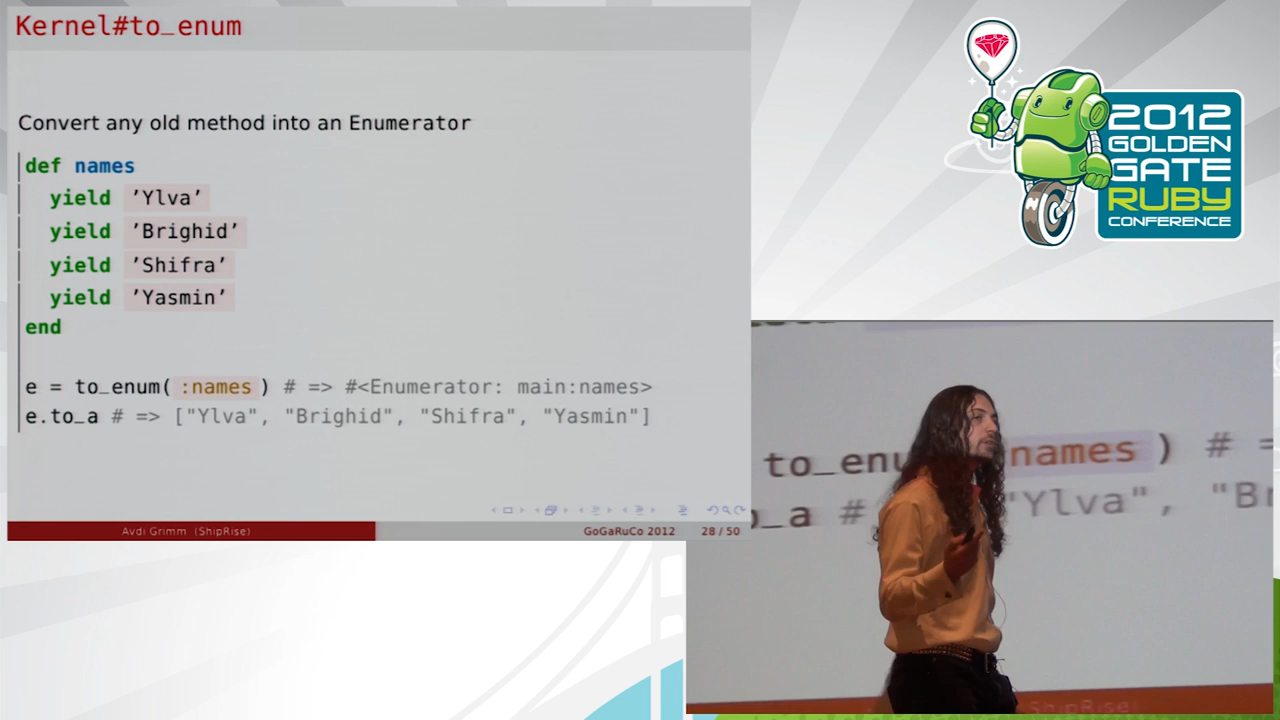 Kernel#to_enum
Convert any old method into an Enumerator
def names
yield ’Ylva’
yield ’Brighid’
yield ’Shifra’
yield ’Yasmin’
end
e = to_enum( :names ) # => #<Enumerator: main:names>
e.to_a # => ["Ylva", "Brighid", "Shifra", "Yasmin"]
Avdi Grimm (ShipRise)
GoGaRuCo 2012
28 / 50
2012
GOLDEN
GATE
RUBY
CONFERENCE
to_enu names ) # =
o_a # "Ylva", "Br
ShipRise)